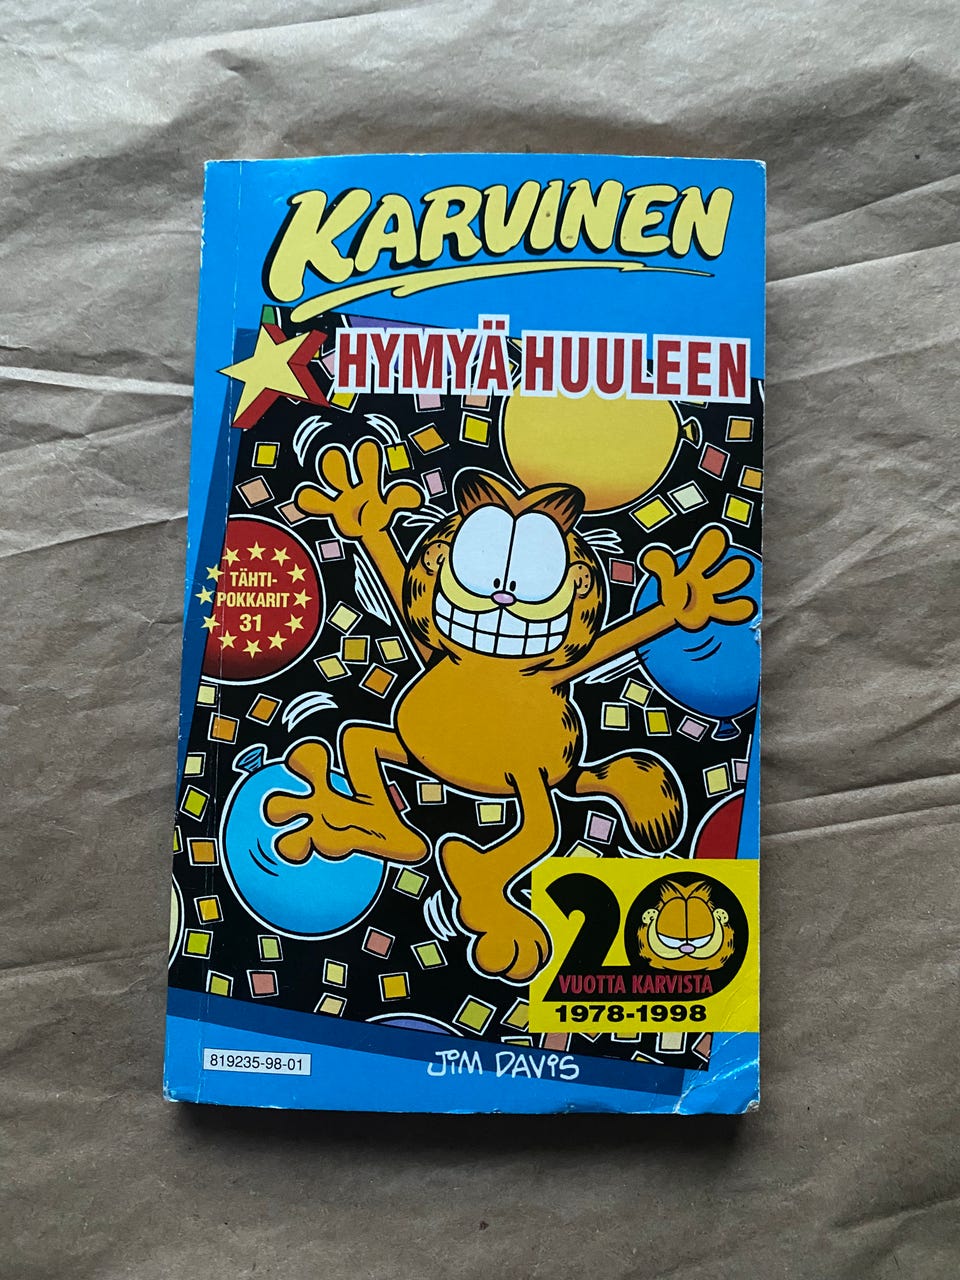 KARVINEN
HYMYÄ HUULEEN
TÄHTI-
POKKARIT
31
20
VUOTTA KARVISTA
1978-1998
819235-98-01
JIM DAVIS